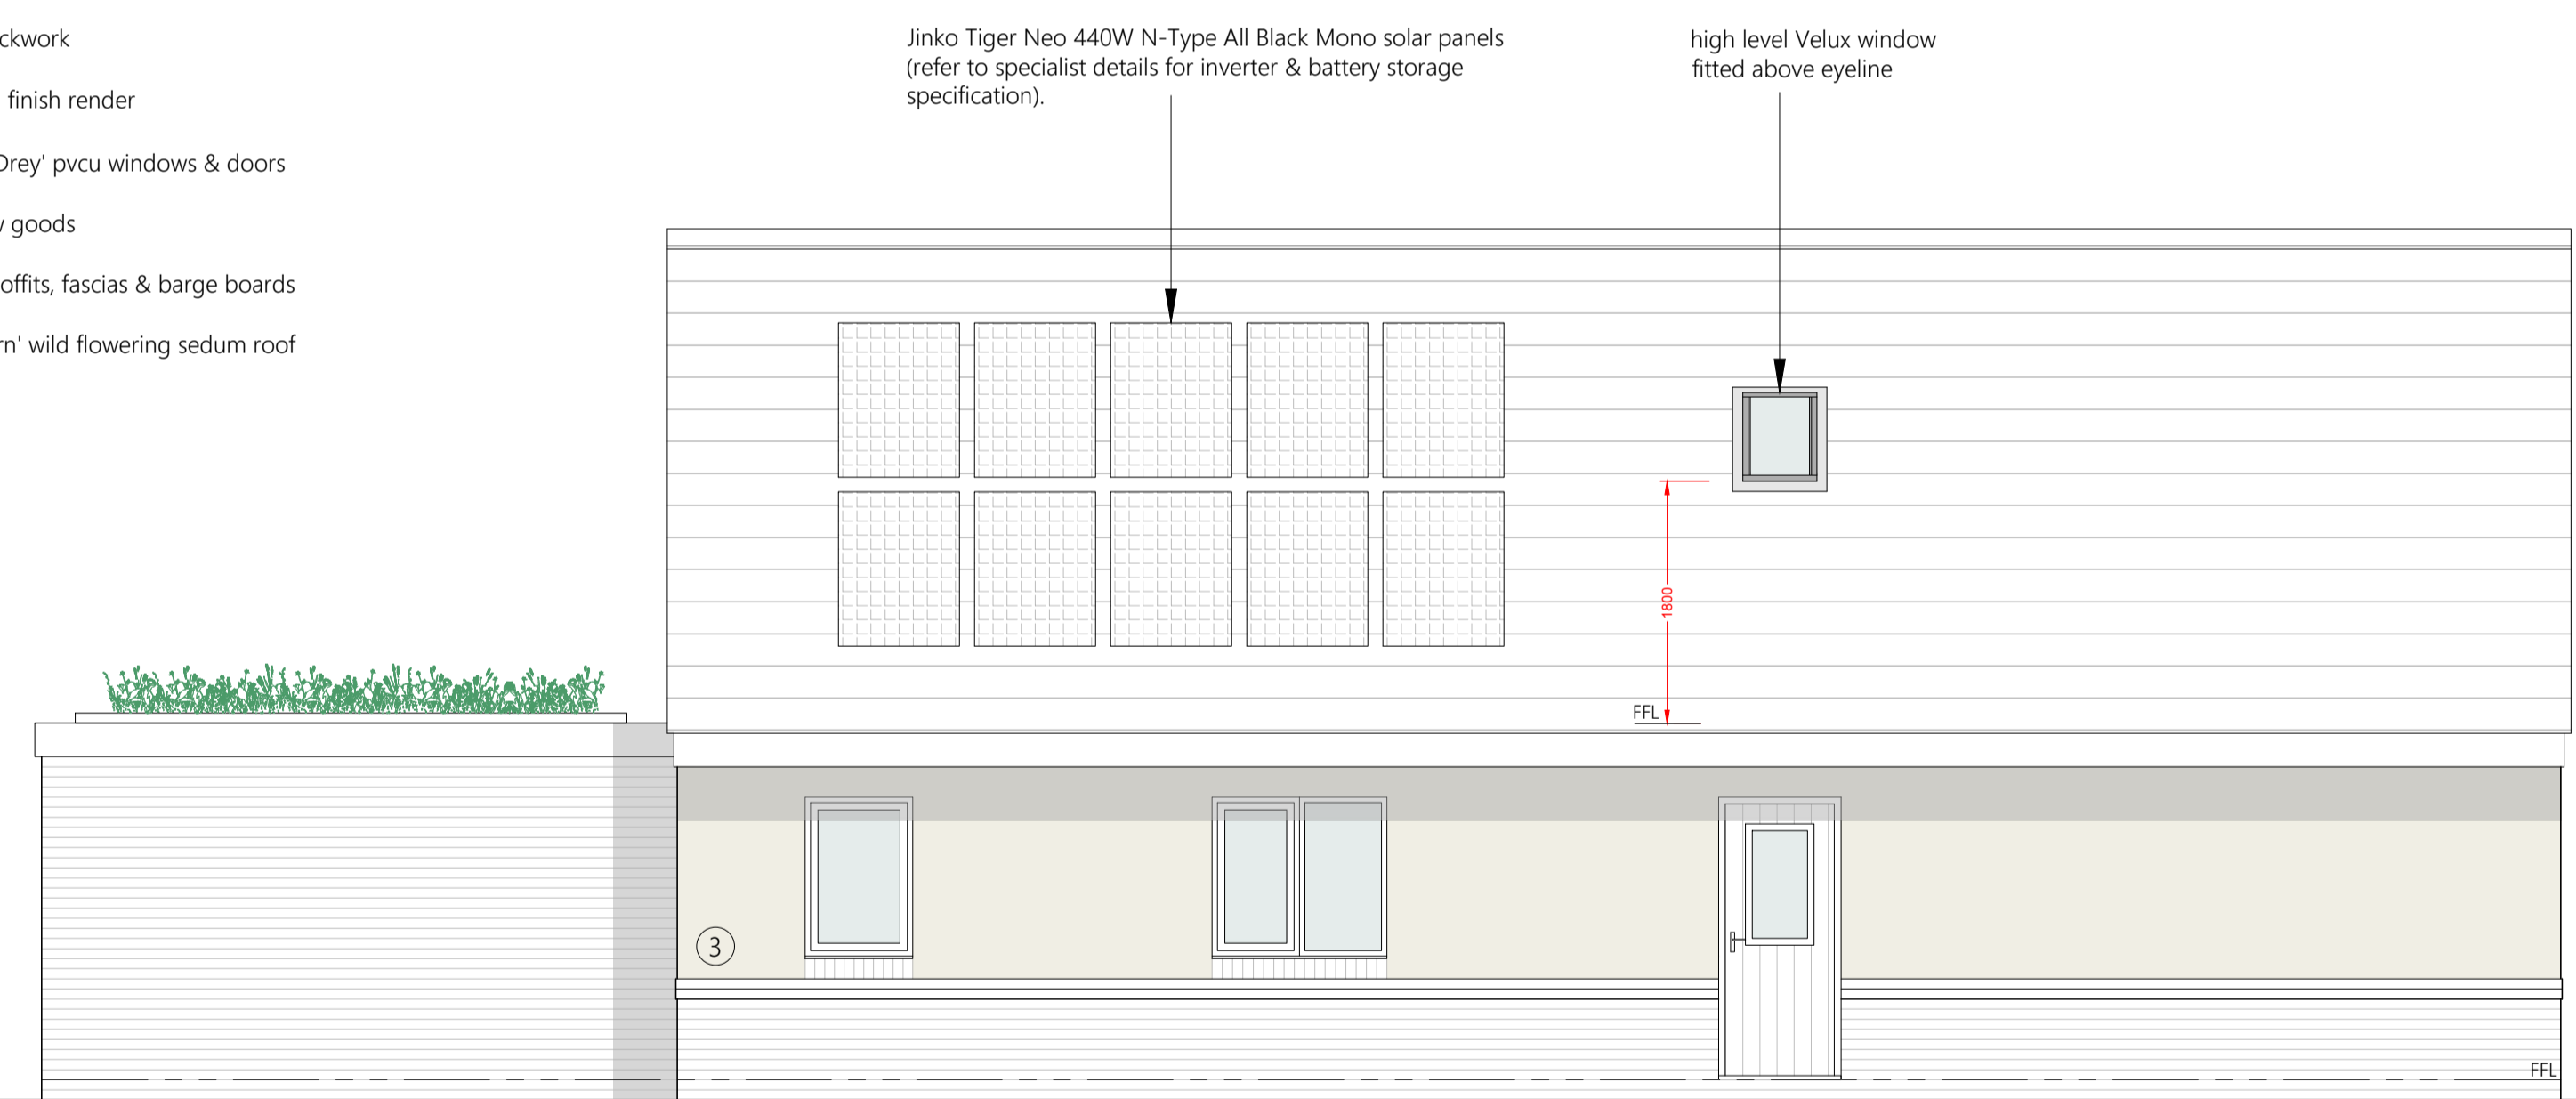 ckwork
finish render
Drey' pvcu windows & doors
goods
offits, fascias & barge boards
rn' wild flowering sedum roof
Jinko Tiger Neo 440W N-Type All Black Mono solar panels
(refer to specialist details for inverter & battery storage
specification).
high level Velux window
fitted above eyeline
1800
FFL
3
FFL